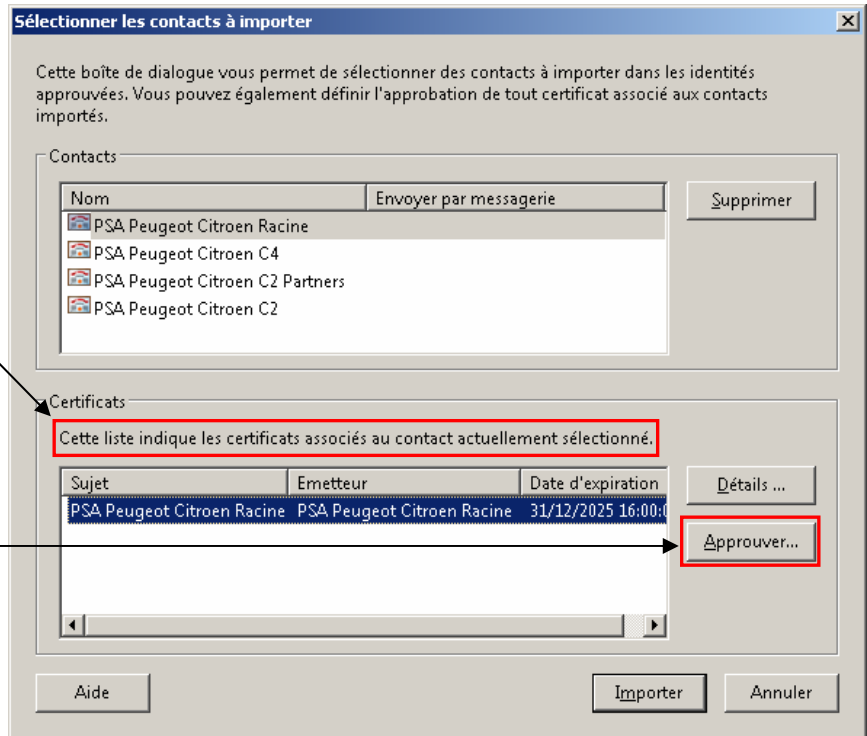 Sélectionner les contacts à importer
Cette boîte de dialogue vous permet de sélectionner des contacts à importer dans les identités
approuvées. Vous pouvez également définir l'approbation de tout certificat associé aux contacts
importés.
Contacts
Nom Envoyer par messagerie
Supprimer
PSA Peugeot Citroen Racine
PSA Peugeot Citroen C4
PSA Peugeot Citroen C2 Partners
PSA Peugeot Citroen C2
Certificats
Cette liste indique les certificats associés au contact actuellement sélectionné.
Sujet Emetteur Date d'expiration
Détails ...
PSA Peugeot Citroen Racine PSA Peugeot Citroen Racine 31/12/2025 16:00:
Approuver...
Aide Importer Annuler